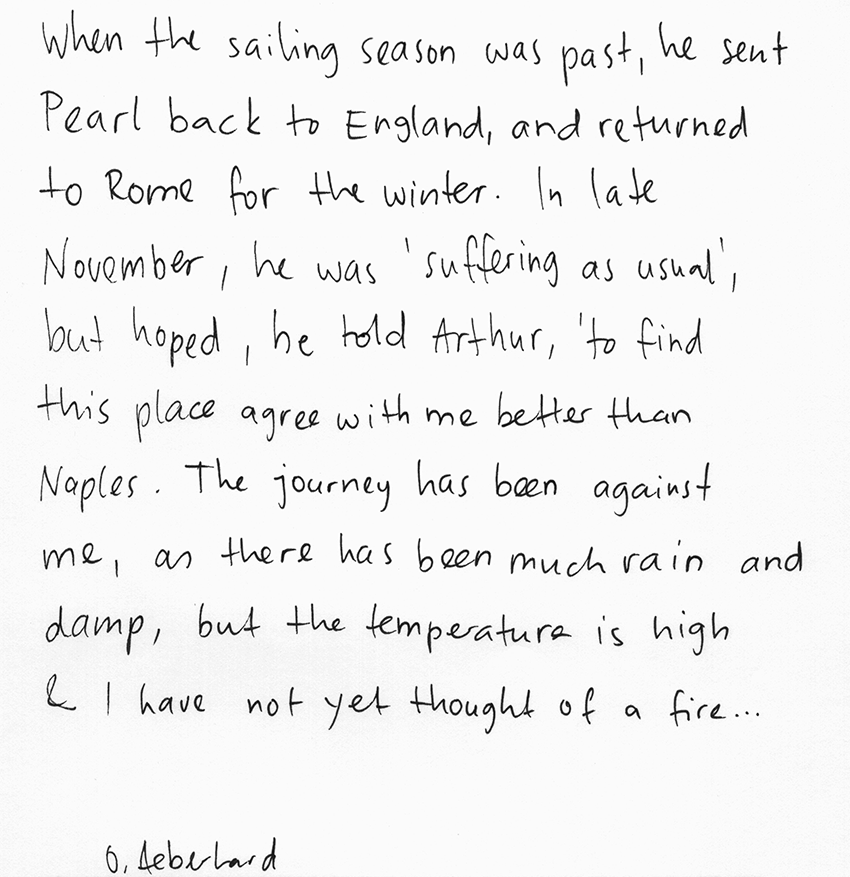 When the sailing season was past, he sent
Pearl back to England, and returned
to Rome for the winter. In late
November, he was 'suffering as usual',
but hoped, he told Arthur, 'to find
this place agree with me better than
Naples. The journey has been against
me, as there has been much rain and
damp, but the temperature is high
& I have not yet thought of a fire...
O. Aeberhard